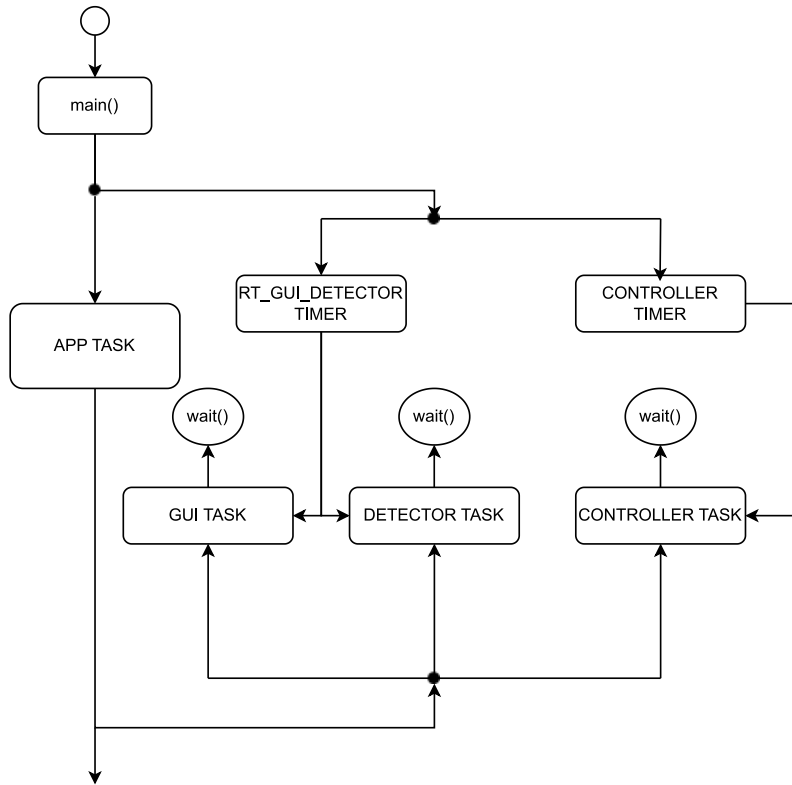 main()
RT_GUI_DETECTOR
TIMER
CONTROLLER
TIMER
APP TASK
wait()
wait()
wait()
GUI TASK
DETECTOR TASK
CONTROLLER TASK